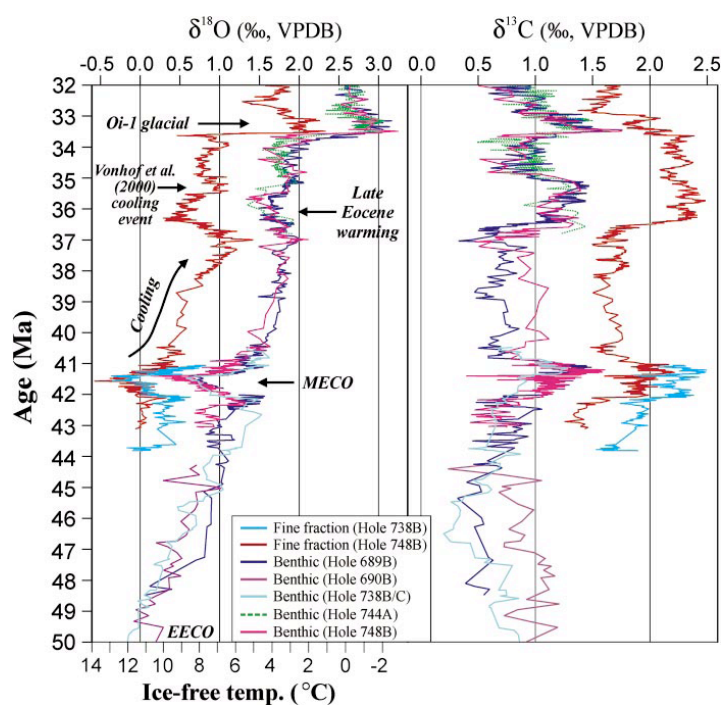 δ¹⁸O (‰, VPDB)
δ¹³C (‰, VPDB)
-0.5 0.0 0.5 1.0 1.5 2.0 2.5 3.0
0.0 0.5 1.0 1.5 2.0 2.5
32
33
34
35
36
37
38
39
40
41
42
43
44
45
46
47
48
49
50
Age (Ma)
Oi-1 glacial
Vonhof et al.
(2000)
cooling
event
Late
Eocene
warming
Cooling
MECO
EECO
Fine fraction (Hole 738B)
Fine fraction (Hole 748B)
Benthic (Hole 689B)
Benthic (Hole 690B)
Benthic (Hole 738B/C)
Benthic (Hole 744A)
Benthic (Hole 748B)
14 12 10 8 6 4 2 0 -2
Ice-free temp. (°C)